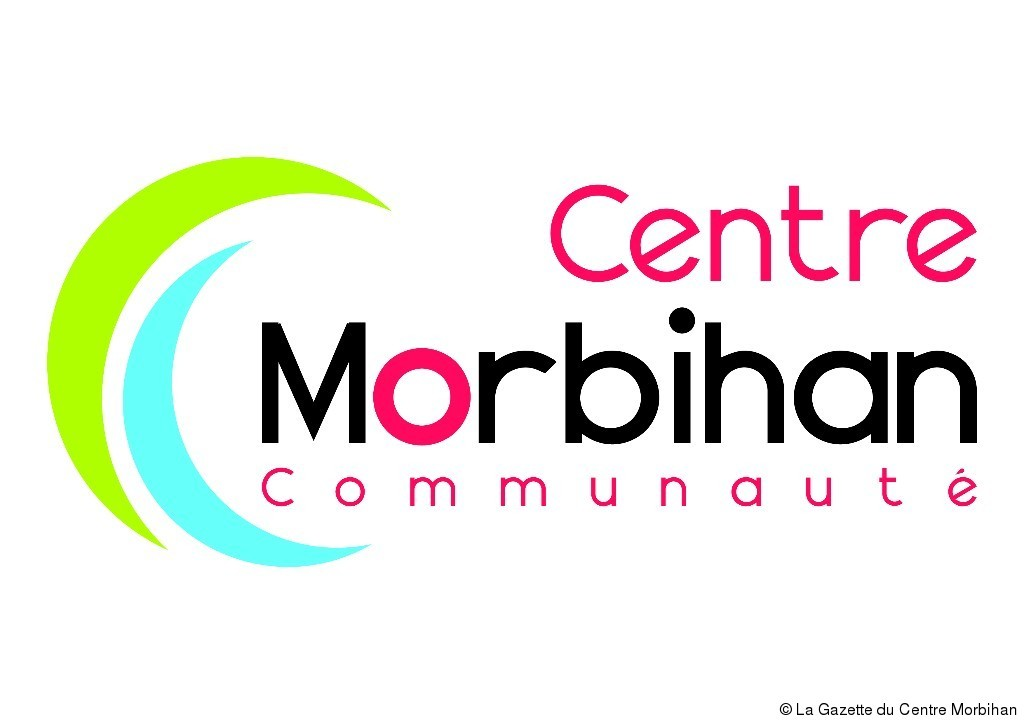 Centre
Morbihan
Communauté
© La Gazette du Centre Morbihan